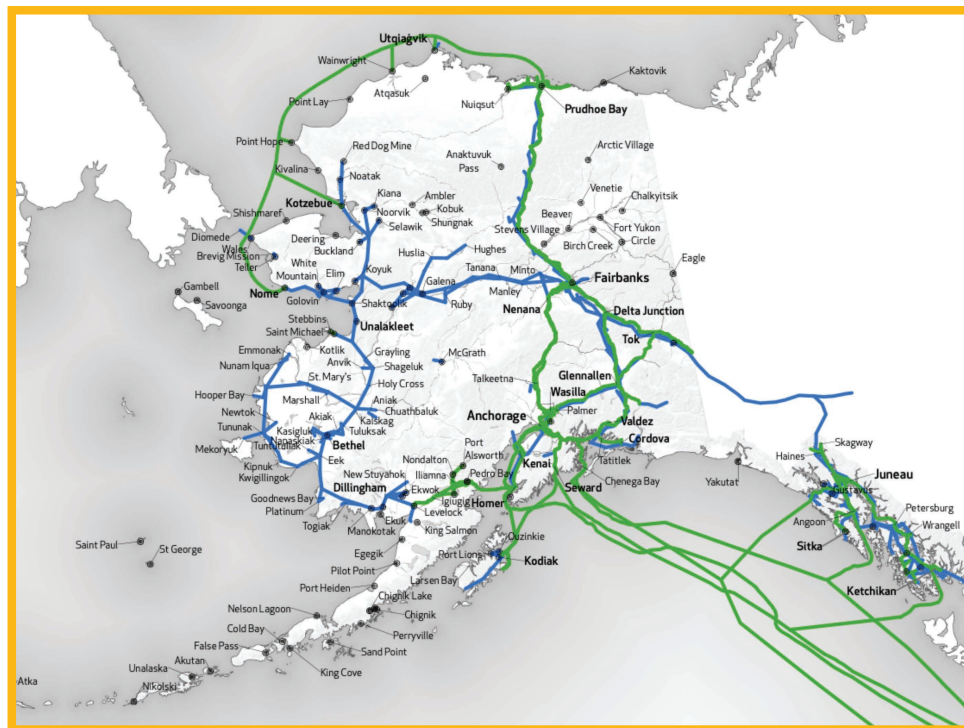 Utqiaġvik
Wainwright
Kaktovik
Atqasuk
Point Lay
Nuiqsut
Prudhoe Bay
Point Hope
Red Dog Mine
Anaktuvuk
Pass
Arctic Village
Kivalina
Noatak
Kiana
Ambler
Venetie
Chalkyitsik
Kotzebue
Noorvik
Kobuk
Beaver
Shishmaref
Selawik
Shungnak
Stevens Village
Fort Yukon
Diomede
Deering
Birch Creek
Circle
Wales
Buckland
Huslia
Hughes
Eagle
Brevig Mission
White
Teller
Mountain
Elim
Koyuk
Tanana
Minto
Fairbanks
Gambell
Nome
Galena
Manley
Savoonga
Golovin
Shaktoolik
Ruby
Nenana
Delta Junction
Stebbins
Unalakleet
Saint Michael
Tok
Emmonak
Kotlik
Grayling
McGrath
Anvik
Shageluk
Nunam Iqua
St. Mary's
Holy Cross
Talkeetna
Glennallen
Hooper Bay
Marshall
Aniak
Wasilla
Newtok
Akiak
Chuathbaluk
Anchorage
Palmer
Tununak
Kasigluk
Kalskag
Tuluksak
Valdez
Napaskiak
Bethel
Port
Cordova
Mekoryuk
Tuntutuliak
Alsworth
Skagway
Eek
Nondalton
Kenai
Tatitlek
Haines
Kipnuk
New Stuyahok
Iliamna
Pedro Bay
Juneau
Kwigillingok
Dillingham
Ekwok
Seward
Chenega Bay
Yakutat
Gustavus
Goodnews Bay
Igiugig
Homer
Petersburg
Platinum
Levelock
Togiak
Ekuk
King Salmon
Angoon
Wrangell
Manokotak
Ouzinkie
Sitka
Saint Paul
St George
Egegik
Port Lions
Kodiak
Pilot Point
Larsen Bay
Ketchikan
Port Heiden
Chignik Lake
Nelson Lagoon
Chignik
Cold Bay
Perryville
False Pass
Sand Point
Akutan
King Cove
Unalaska
Atka
Nikolski